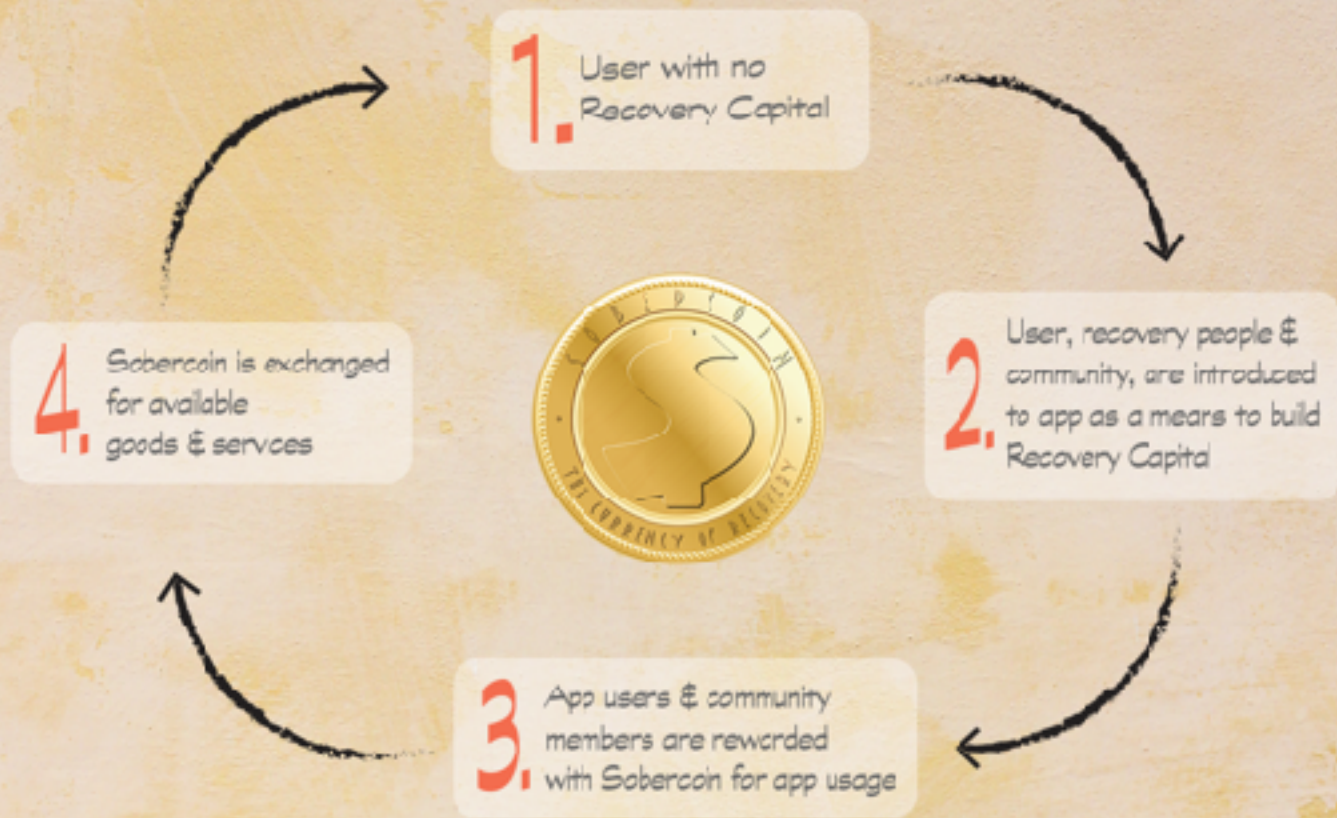 1. User with no
Recovery Capital
2. User, recovery people &
community, are introduced
to app as a means to build
Recovery Capital
3. App users & community
members are rewarded
with Sobercoin for app usage
4. Sobercoin is exchanged
for available
goods & servces
SOBERCOIN
THE CURRENCY OF RECOVERY